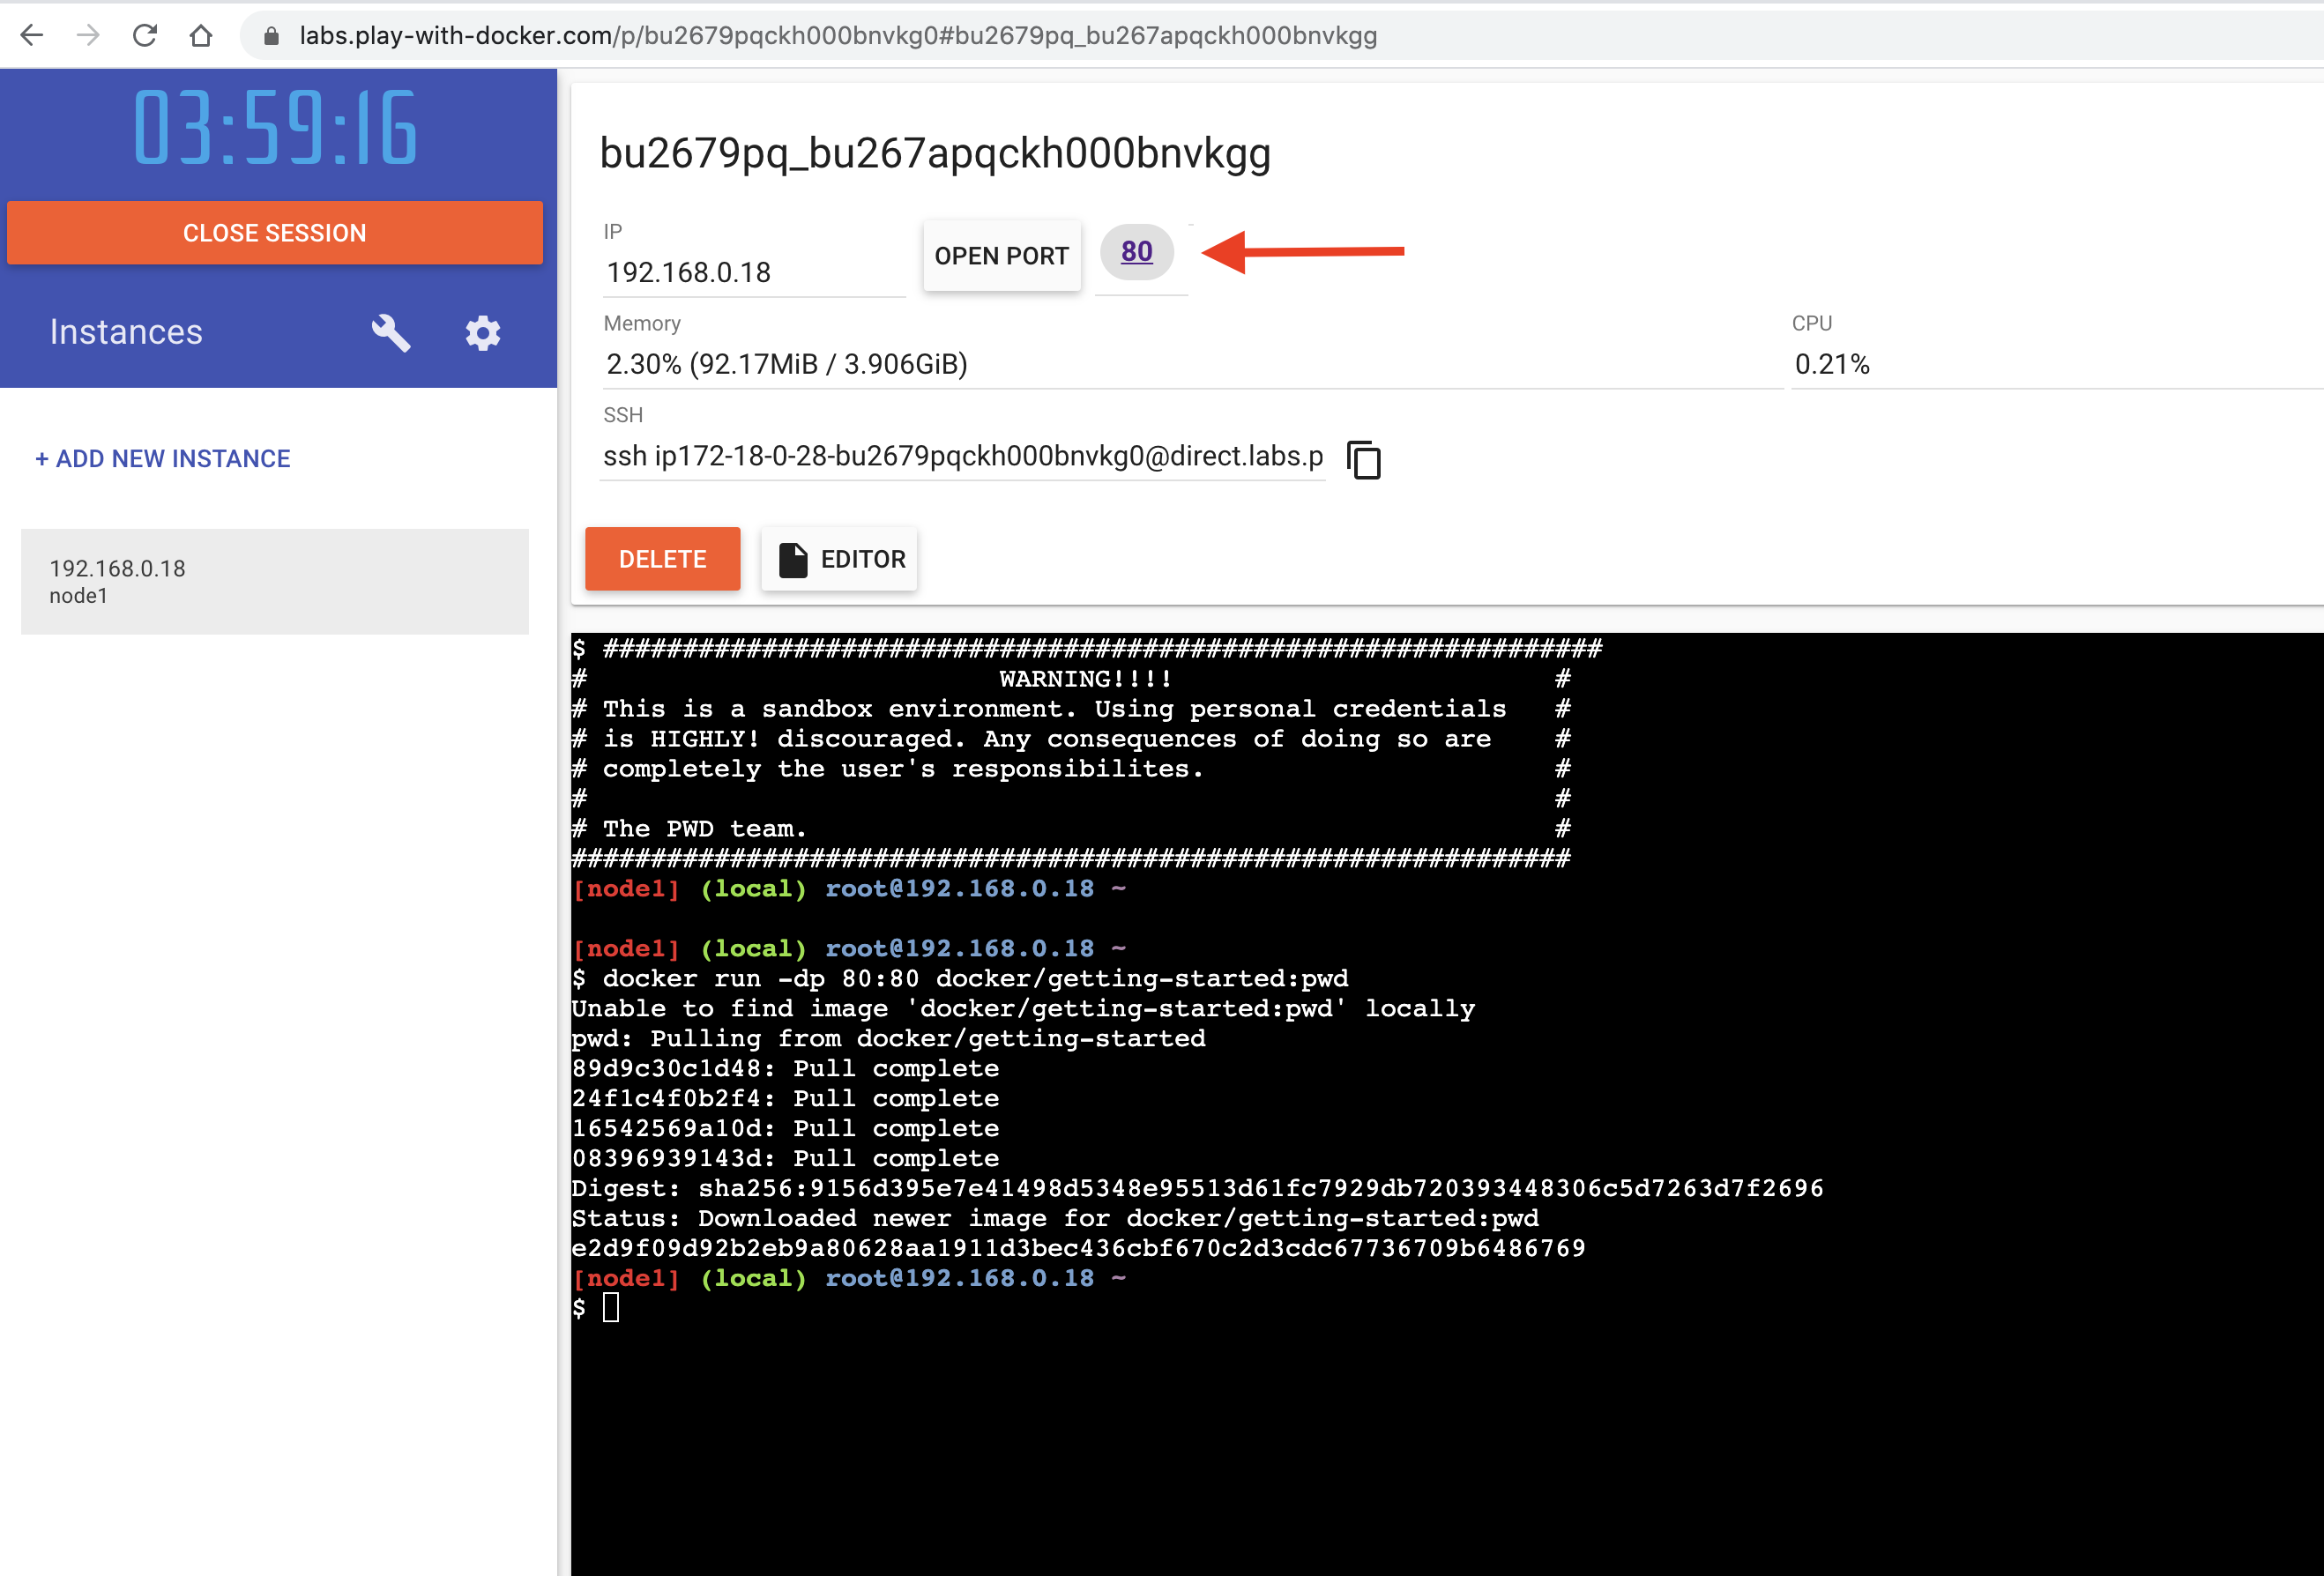 labs.play-with-docker.com/p/bu2679pqckh000bnvkg0#bu2679pq_bu267apqckh000bnvkgg
03:59:16
CLOSE SESSION
Instances
+ ADD NEW INSTANCE
192.168.0.18
node1
bu2679pq_bu267apqckh000bnvkgg
IP
192.168.0.18
OPEN PORT
80
Memory
2.30% (92.17MiB / 3.906GiB)
CPU
0.21%
SSH
ssh ip172-18-0-28-bu2679pqckh000bnvkg0@direct.labs.p
DELETE
EDITOR
$ ###############################################################
# WARNING!!!! #
# This is a sandbox environment. Using personal credentials #
# is HIGHLY! discouraged. Any consequences of doing so are #
# completely the user's responsibilites. #
# #
# The PWD team. #
###############################################################
[node1] (local) root@192.168.0.18 ~
[node1] (local) root@192.168.0.18 ~
$ docker run -dp 80:80 docker/getting-started:pwd
Unable to find image 'docker/getting-started:pwd' locally
pwd: Pulling from docker/getting-started
89d9c30c1d48: Pull complete
24f1c4f0b2f4: Pull complete
16542569a10d: Pull complete
08396939143d: Pull complete
Digest: sha256:9156d395e7e41498d5348e95513d61fc7929db720393448306c5d7263d7f2696
Status: Downloaded newer image for docker/getting-started:pwd
e2d9f09d92b2eb9a80628aa1911d3bec436cbf670c2d3cdc67736709b6486769
[node1] (local) root@192.168.0.18 ~
$